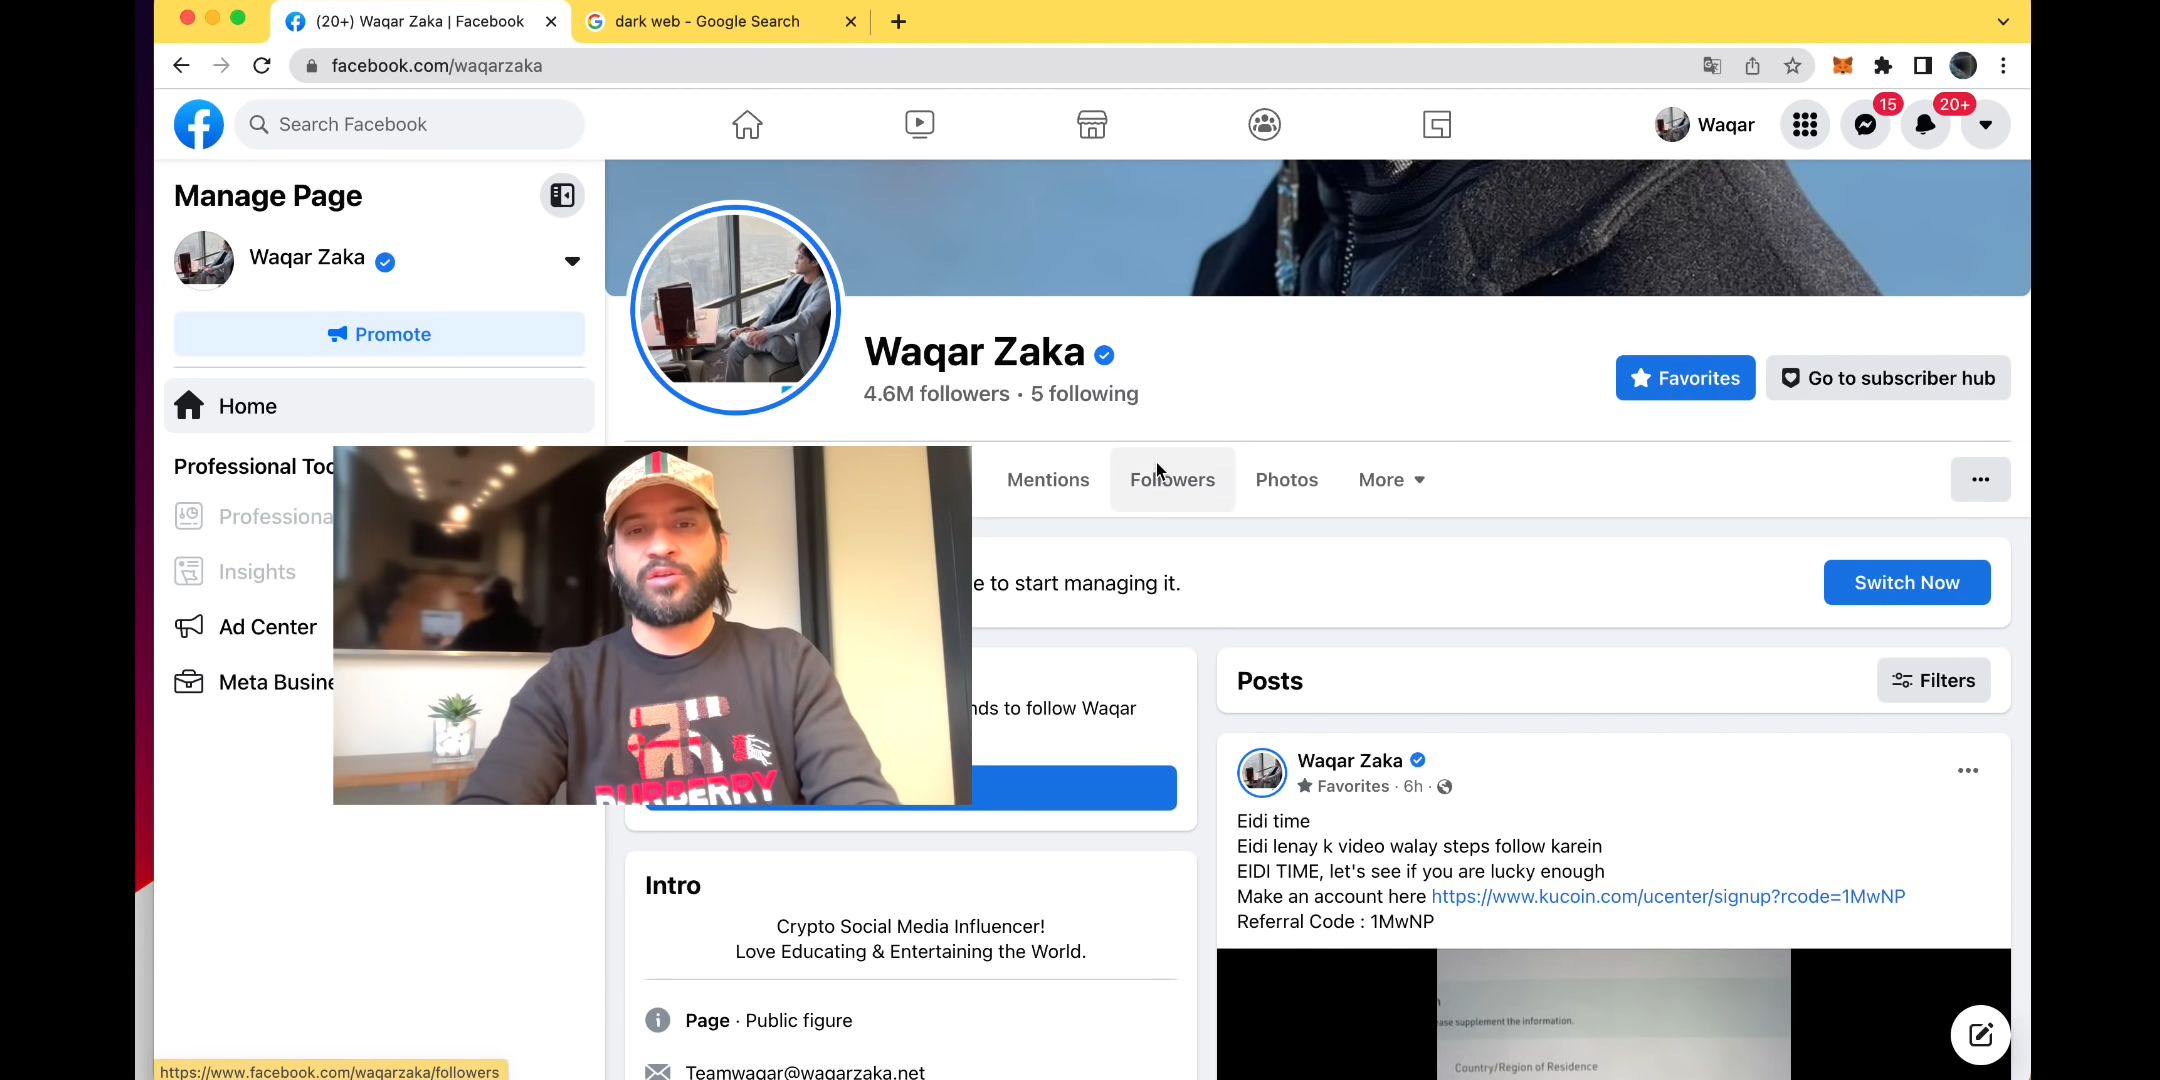 (20+) Waqar Zaka | Facebook
dark web - Google Search
facebook.com/waqarzaka
Search Facebook
Waqar
15
20+
Manage Page
Waqar Zaka
Promote
Home
Professional Too
Professiona
Insights
Ad Center
Meta Busine
Waqar Zaka
4.6M followers · 5 following
Favorites
Go to subscriber hub
Mentions
Followers
Photos
More
e to start managing it.
Switch Now
nds to follow Waqar
BURBERRY
Intro
Crypto Social Media Influencer!
Love Educating & Entertaining the World.
Page · Public figure
Teamwaqar@waqarzaka.net
Posts
Filters
Waqar Zaka
Favorites · 6h ·
Eidi time
Eidi lenay k video walay steps follow karein
EIDI TIME, let's see if you are lucky enough
Make an account here https://www.kucoin.com/ucenter/signup?rcode=1MwNP
Referral Code : 1MwNP
ase supplement the information.
Country/Region of Residence
https://www.facebook.com/waqarzaka/followers